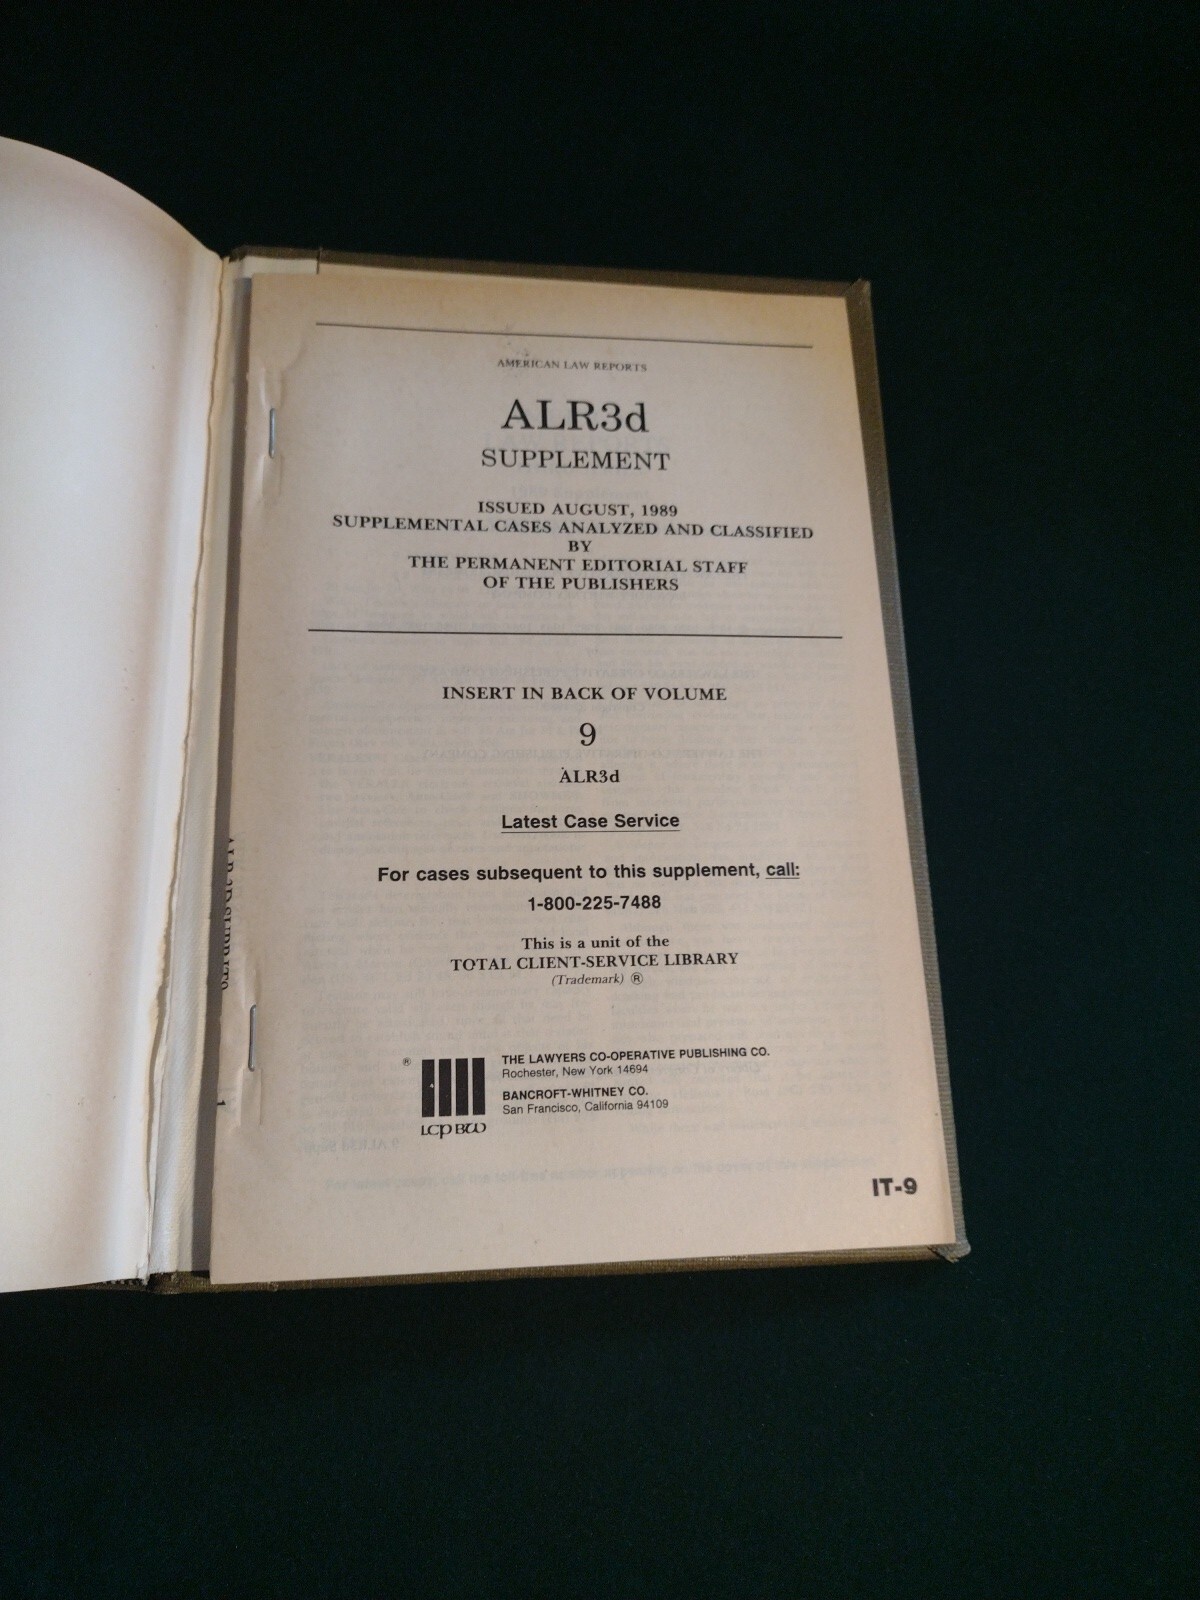 AMERICAN LAW REPORTS
ALR3d
SUPPLEMENT
ISSUED AUGUST, 1989
SUPPLEMENTAL CASES ANALYZED AND CLASSIFIED
BY
THE PERMANENT EDITORIAL STAFF
OF THE PUBLISHERS
INSERT IN BACK OF VOLUME
9
ALR3d
Latest Case Service
For cases subsequent to this supplement, call:
1-800-225-7488
This is a unit of the
TOTAL CLIENT-SERVICE LIBRARY
(Trademark) ®
® THE LAWYERS CO-OPERATIVE PUBLISHING CO.
Rochester, New York 14694
BANCROFT-WHITNEY CO.
San Francisco, California 94109
LCP BW
IT-9